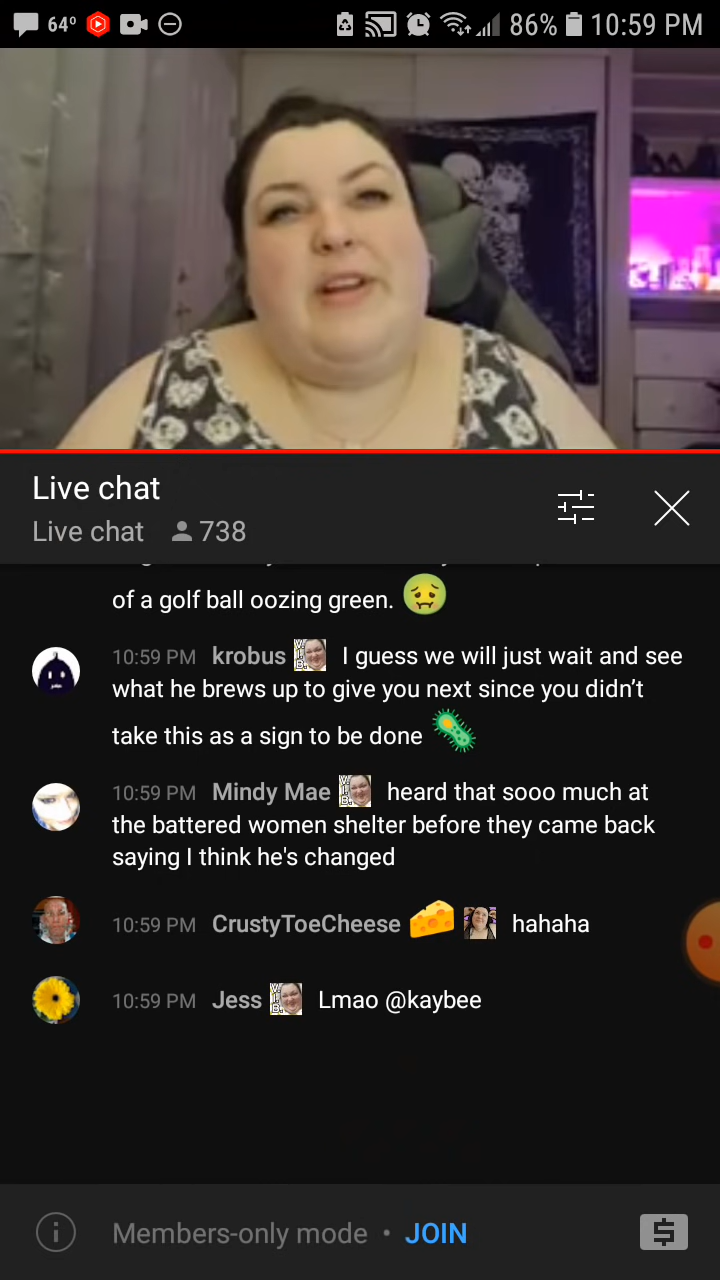 64° 86% 10:59 PM
Live chat
Live chat 738
of a golf ball oozing green. 🤢
10:59 PM krobus I guess we will just wait and see
what he brews up to give you next since you didn't
take this as a sign to be done 🦠
10:59 PM Mindy Mae heard that sooo much at
the battered women shelter before they came back
saying I think he's changed
10:59 PM CrustyToeCheese 🧀 hahaha
10:59 PM Jess Lmao @kaybee
Members-only mode • JOIN